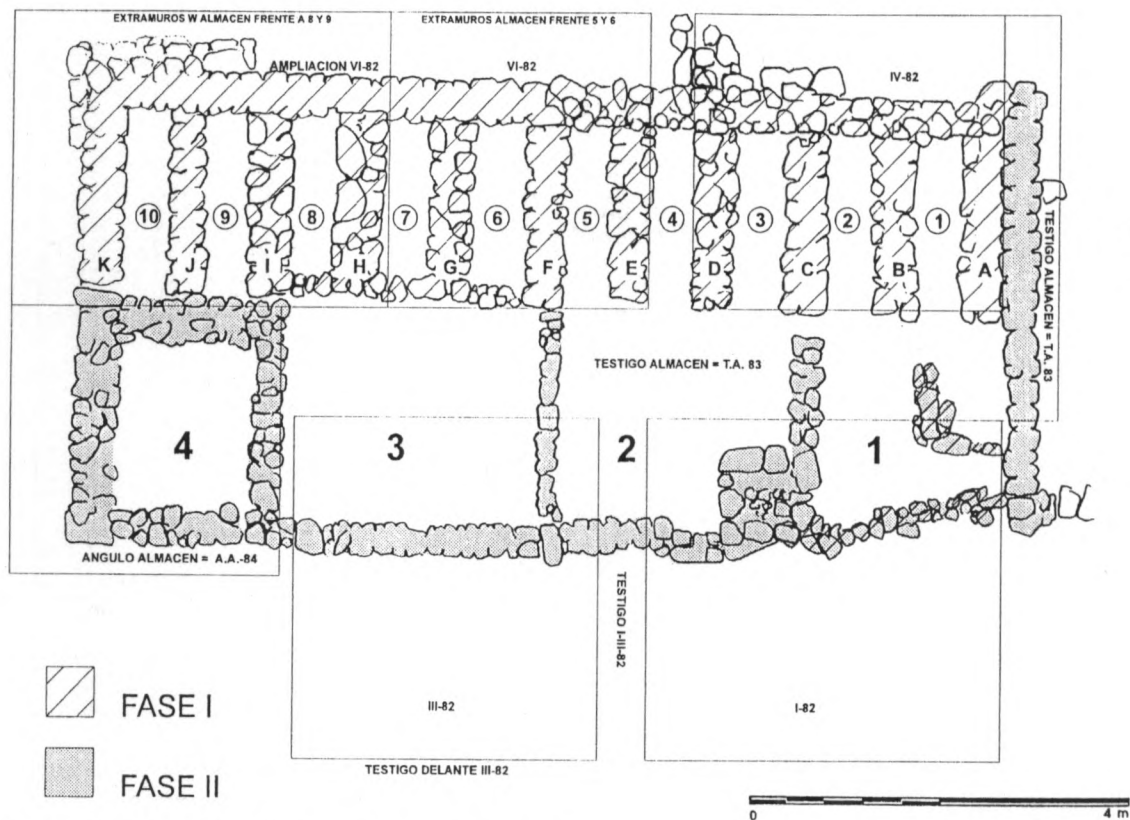 EXTRAMUROS W ALMACEN FRENTE A 8 Y 9
EXTRAMUROS ALMACEN FRENTE 5 Y 6
AMPLIACION VI-82
VI-82
IV-82
10
9
8
7
6
5
4
3
2
1
K
J
I
H
G
F
E
D
C
B
A
TESTIGO ALMACEN = T.A. 83
TESTIGO ALMACEN = T.A. 83
4
3
2
1
ANGULO ALMACEN = A.A.-84
TESTIGO I-III-82
III-82
I-82
TESTIGO DELANTE III-82
FASE I
FASE II
0
4 m